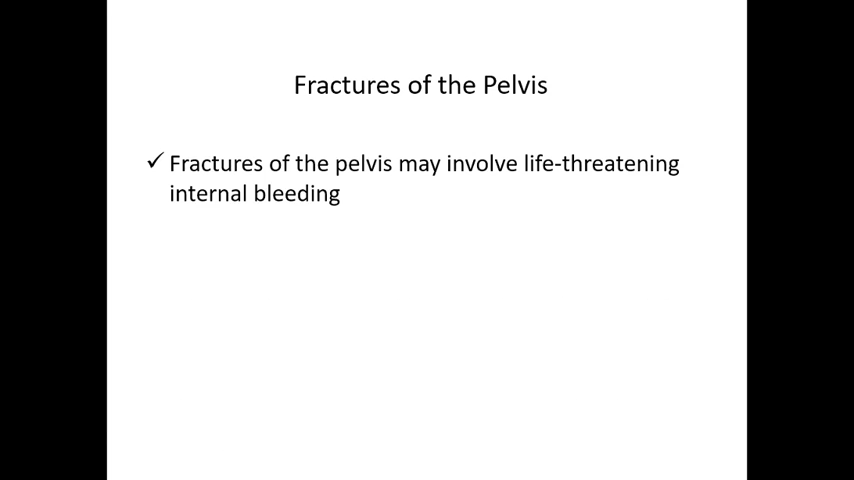 Fractures of the Pelvis
✓ Fractures of the pelvis may involve life-threatening
internal bleeding